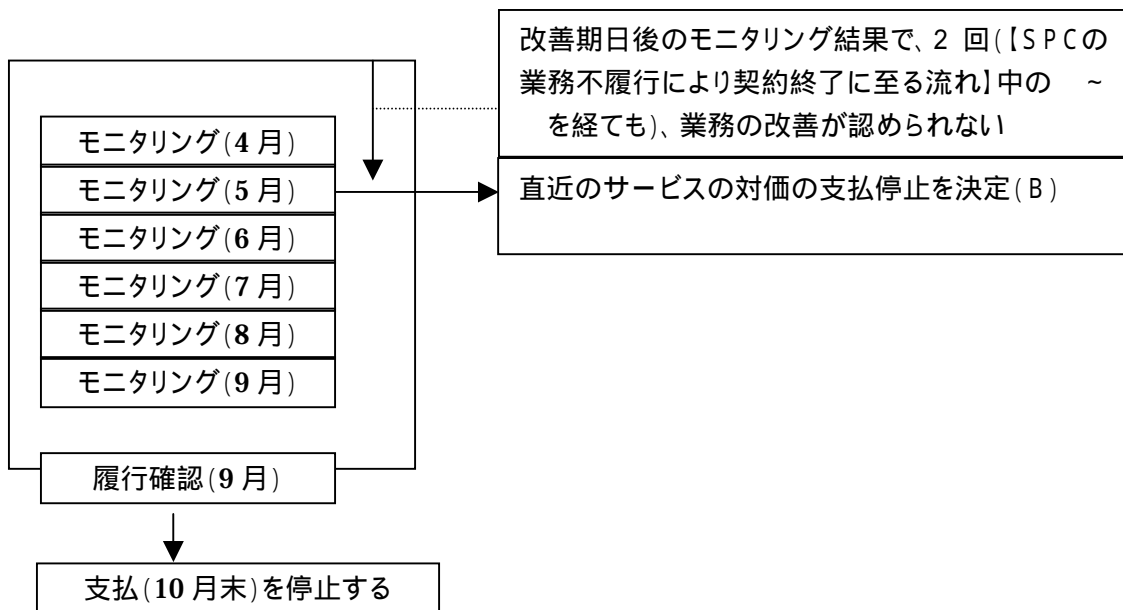 改善期日後のモニタリング結果で、2 回(【SPCの
業務不履行により契約終了に至る流れ】中の　～
を経ても)、業務の改善が認められない
モニタリング(4 月)
モニタリング(5 月)
直近のサービスの対価の支払停止を決定(B)
モニタリング(6 月)
モニタリング(7 月)
モニタリング(8 月)
モニタリング(9 月)
履行確認(9 月)
支払(10 月末)を停止する